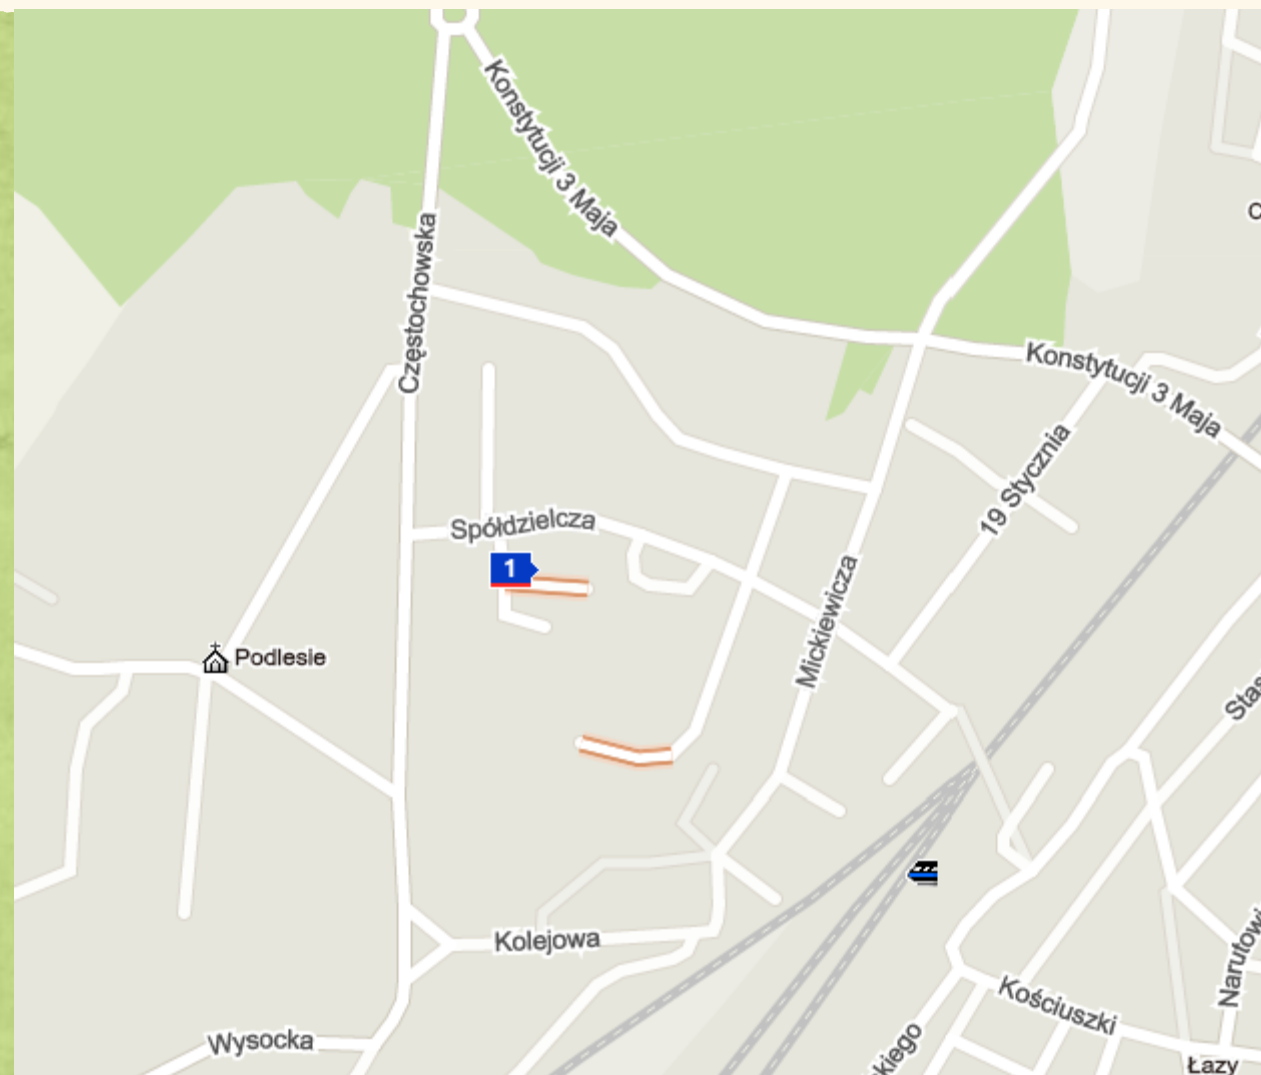 Konstytucji 3 Maja
Częstochowska
Konstytucji 3 Maja
19 Stycznia
Spółdzielcza
1
Mickiewicza
Podlesie
Kolejowa
Kościuszki
Wysocka
Łazy